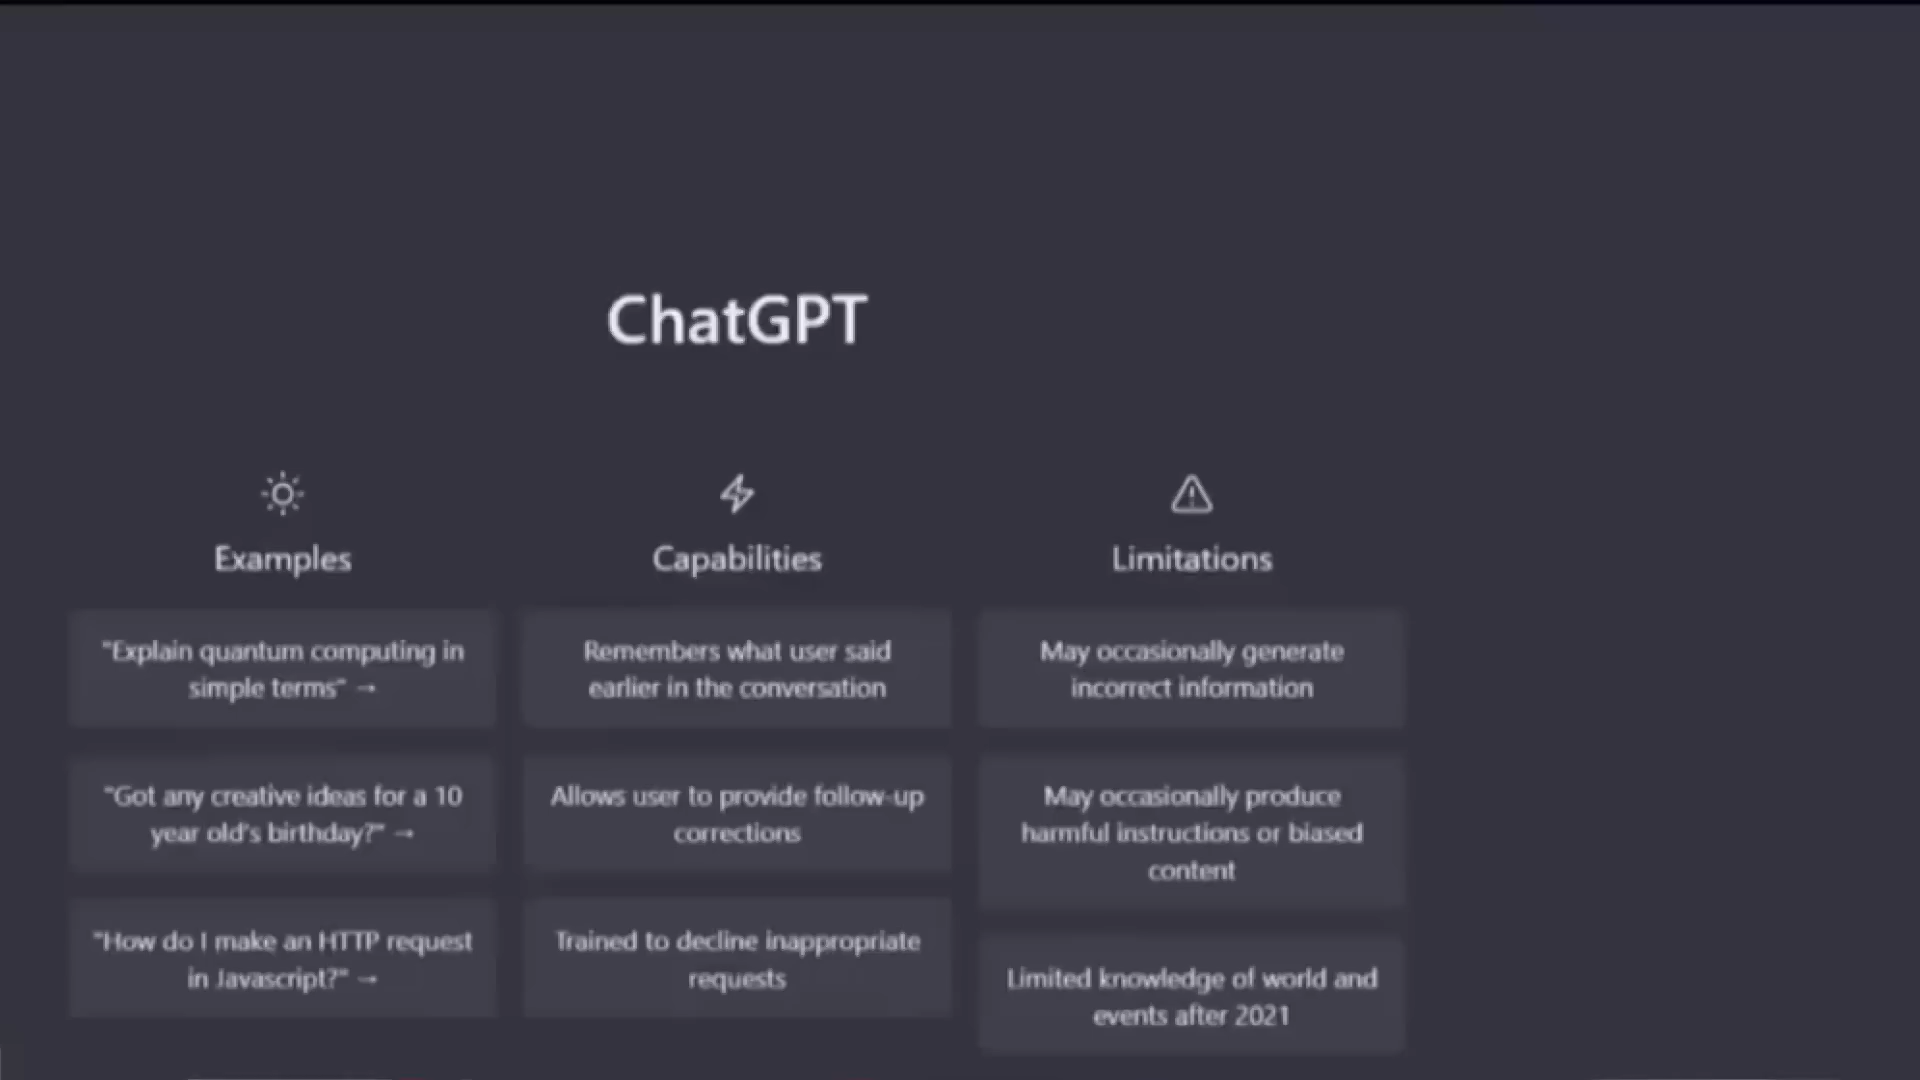 ChatGPT
Examples
"Explain quantum computing in
simple terms" →
"Got any creative ideas for a 10
year old's birthday?" →
"How do I make an HTTP request
in Javascript?" →
Capabilities
Remembers what user said
earlier in the conversation
Allows user to provide follow-up
corrections
Trained to decline inappropriate
requests
Limitations
May occasionally generate
incorrect information
May occasionally produce
harmful instructions or biased
content
Limited knowledge of world and
events after 2021